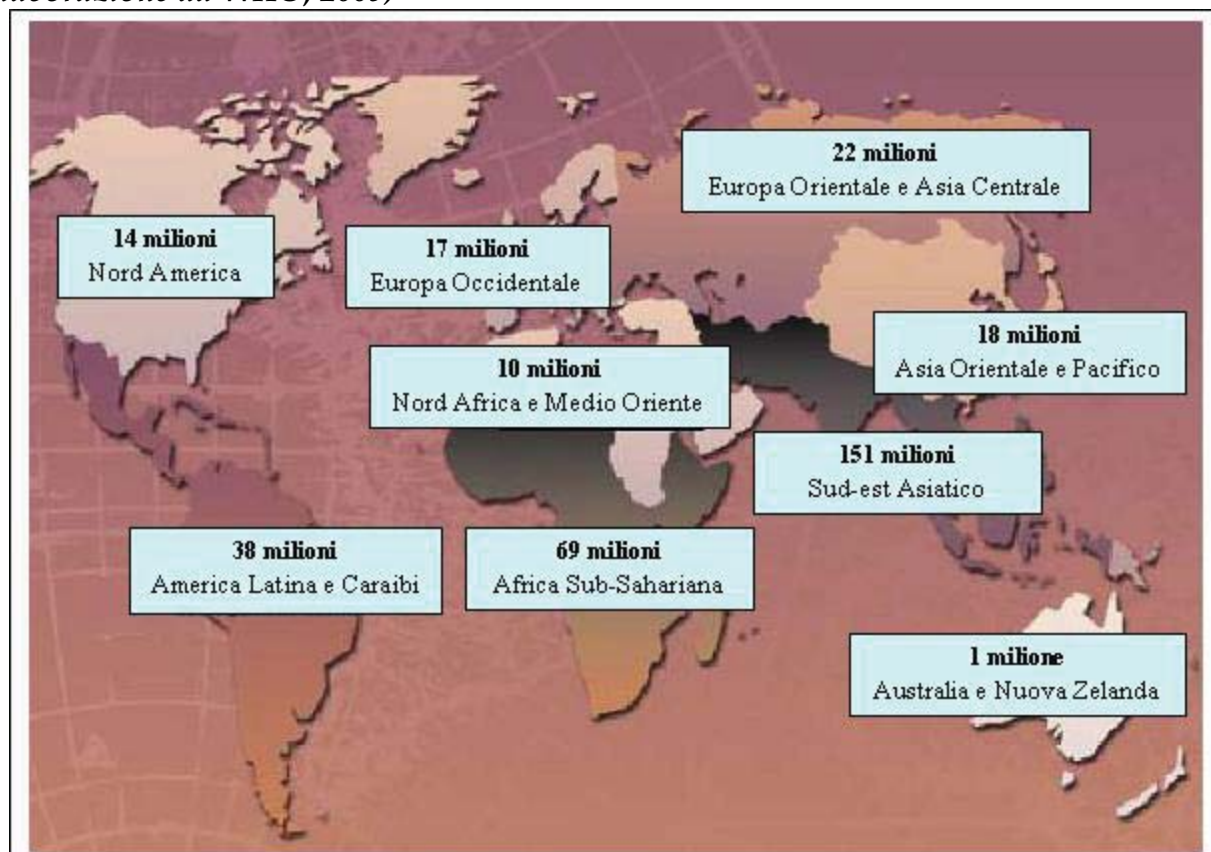 22 milioni
Europa Orientale e Asia Centrale
14 milioni
Nord America
17 milioni
Europa Occidentale
18 milioni
Asia Orientale e Pacifico
10 milioni
Nord Africa e Medio Oriente
151 milioni
Sud-est Asiatico
38 milioni
America Latina e Caraibi
69 milioni
Africa Sub-Sahariana
1 milione
Australia e Nuova Zelanda